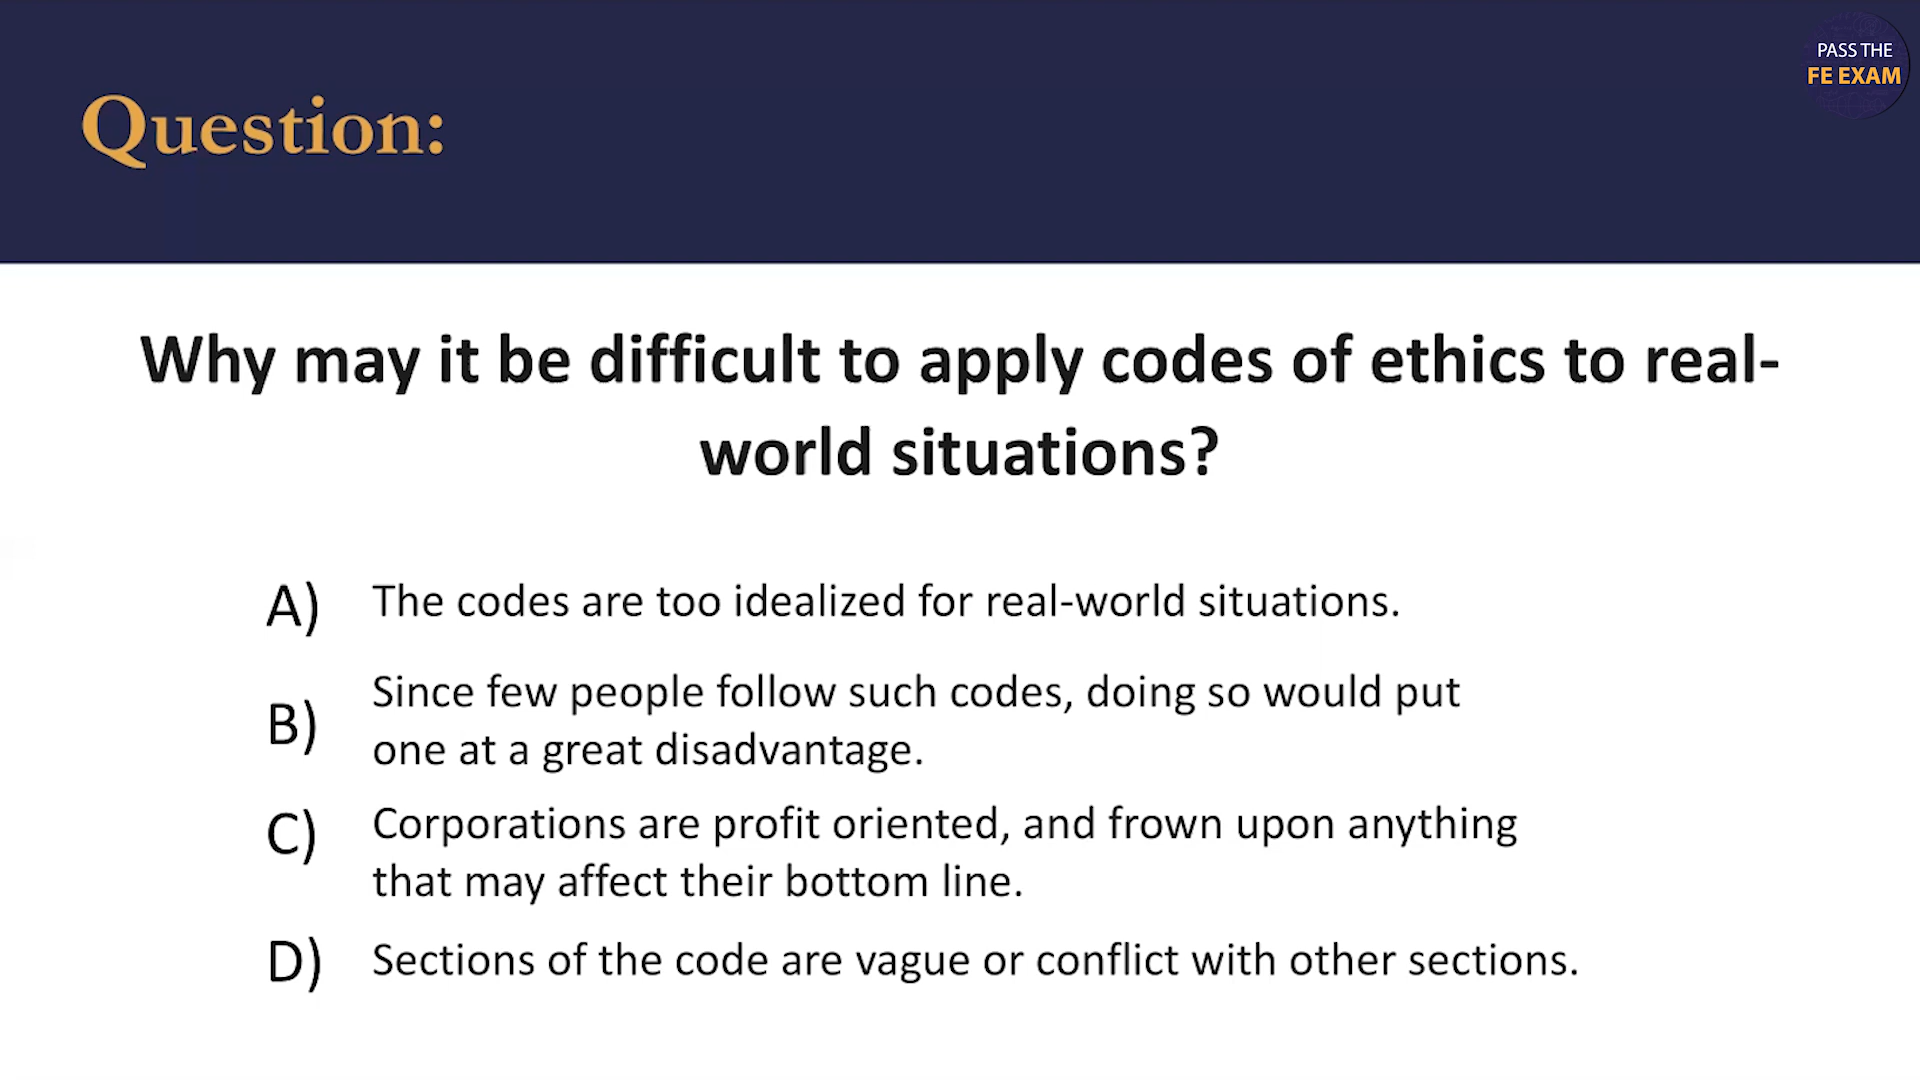 PASS THE
FE EXAM
Question:
Why may it be difficult to apply codes of ethics to real-
world situations?
A) The codes are too idealized for real-world situations.
B) Since few people follow such codes, doing so would put
one at a great disadvantage.
C) Corporations are profit oriented, and frown upon anything
that may affect their bottom line.
D) Sections of the code are vague or conflict with other sections.